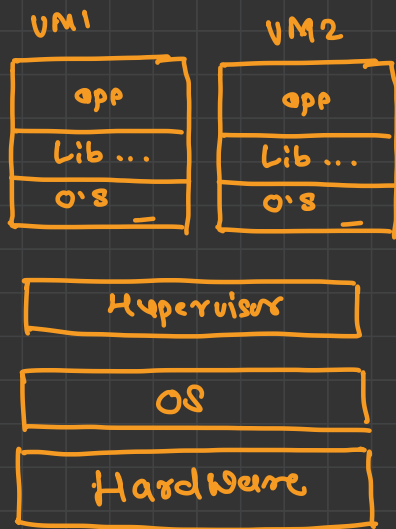 VM1 VM2
app app
Lib ... Lib ...
O'S O'S
Hypervisor
OS
Hardware